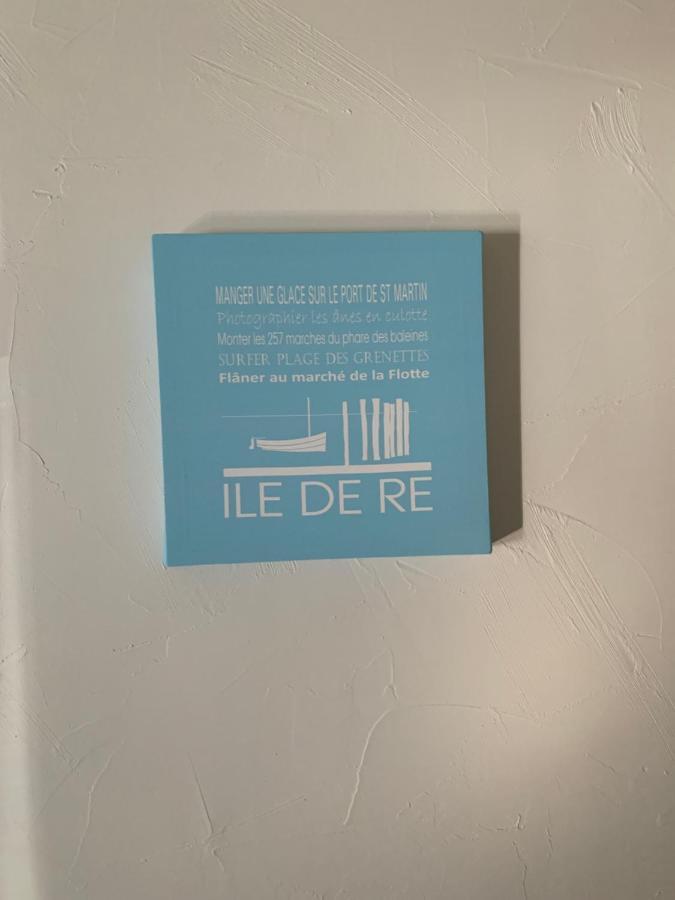 MANGER UNE GLACE SUR LE PORT DE ST MARTIN
Photographier les ânes en culotte
Monter les 257 marches du phare des baleines
SURFER PLAGE DES GRENETTES
Flâner au marché de la Flotte
ILE DE RE